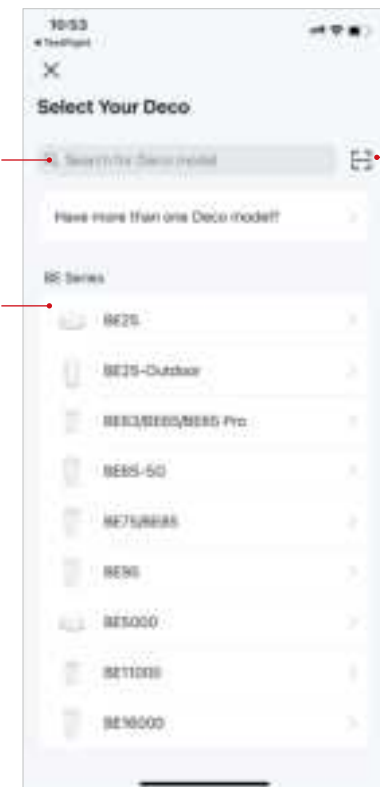 10:53
TestFlight
Select Your Deco
Search for Deco model
Have more than one Deco model?
BE Series
BE25
BE25-Outdoor
BE63/BE65/BE65 Pro
BE65-5G
BE75/BE85
BE95
BE5000
BE11000
BE16000